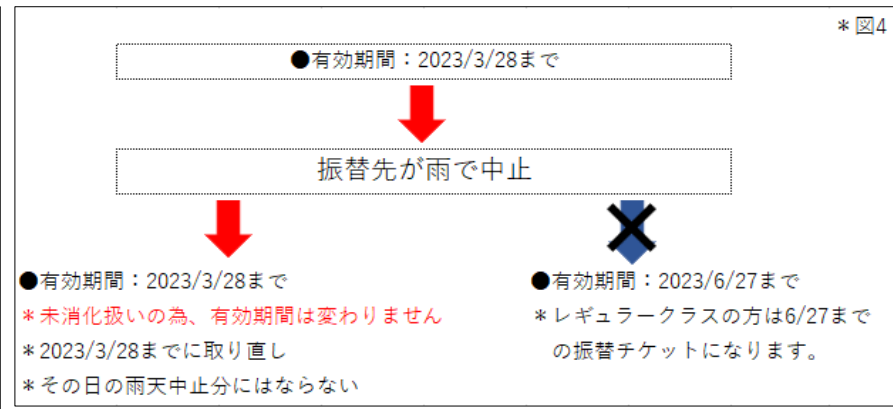 ＊図4
●有効期間：2023/3/28まで
振替先が雨で中止
●有効期間：2023/3/28まで
＊未消化扱いの為、有効期間は変わりません
＊2023/3/28までに取り直し
＊その日の雨天中止分にはならない
●有効期間：2023/6/27まで
＊レギュラークラスの方は6/27まで
の振替チケットになります。